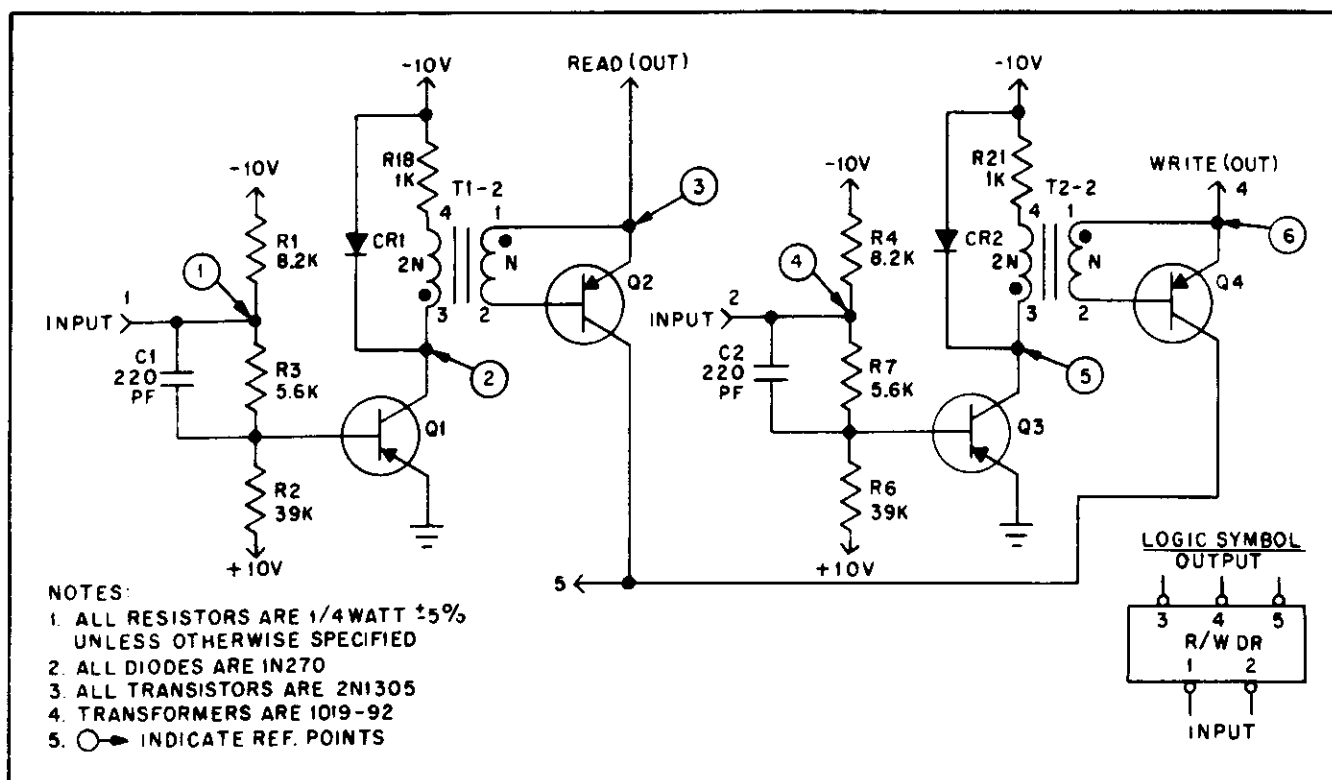 -10V
READ (OUT)
-10V
-10V
R18
1K
T1-2
4
1
3
R1
8.2K
1
CR1
2N
N
Q2
1
INPUT
3
2
C1
220
PF
R3
5.6K
2
Q1
R2
39K
+10V
-10V
R21
1K
T2-2
WRITE (OUT)
4
-10V
4
1
R4
8.2K
4
CR2
2N
N
6
Q4
2
INPUT
3
2
C2
220
PF
R7
5.6K
5
Q3
R6
39K
+10V
5
NOTES:
1. ALL RESISTORS ARE 1/4 WATT ±5%
UNLESS OTHERWISE SPECIFIED
2. ALL DIODES ARE 1N270
3. ALL TRANSISTORS ARE 2N1305
4. TRANSFORMERS ARE 1019-92
5. INDICATE REF. POINTS
LOGIC SYMBOL
OUTPUT
3 4 5
R/W DR
1 2
INPUT